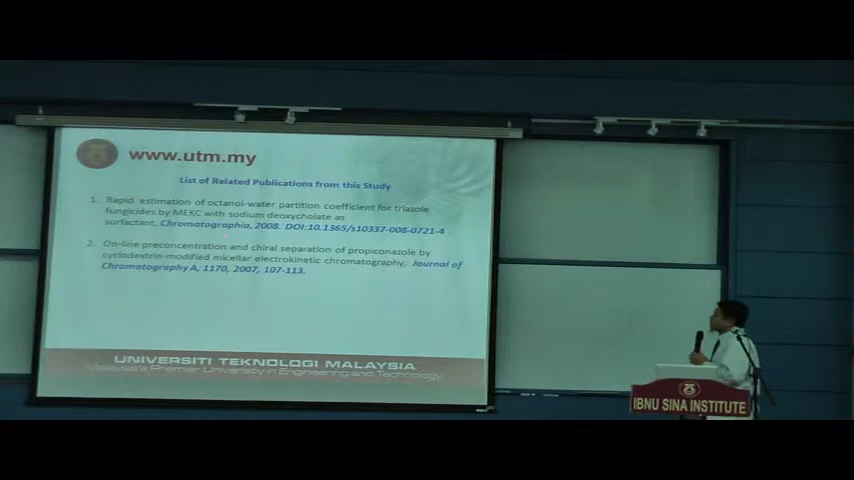 www.utm.my
List of Related Publications from this Study
1. Rapid estimation of octanol-water partition coefficient for triazole
fungicides by MEKC with sodium deoxycholate as
surfactant, Chromatographia, 2008. DOI:10.1365/s10337-008-0721-4 .
2. On-line preconcentration and chiral separation of propiconazole by
cyclodextrin-modified micellar electrokinetic chromatography, Journal of
Chromatography A, 1170, 2007, 107-113.
UNIVERSITI TEKNOLOGI MALAYSIA
Malaysia's Premier University in Engineering and Technology
IBNU SINA INSTITUTE